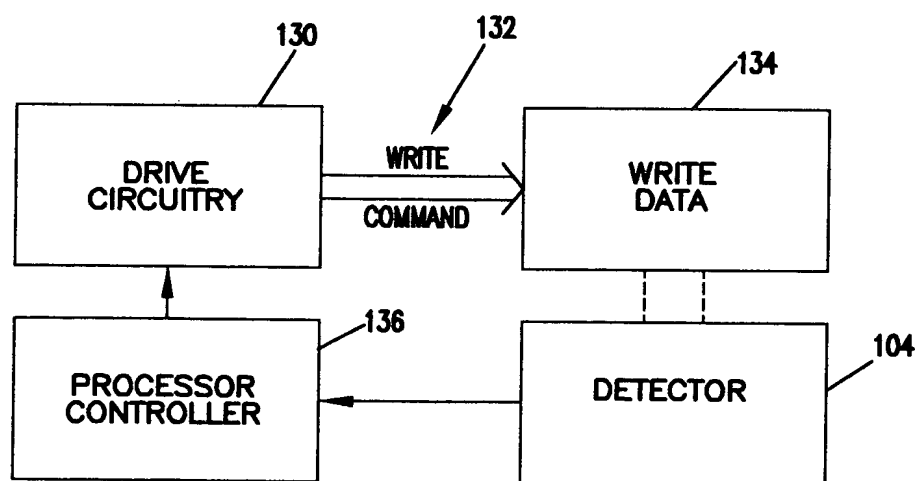 130
132
134
DRIVE
CIRCUITRY
WRITE
COMMAND
WRITE
DATA
136
104
PROCESSOR
CONTROLLER
DETECTOR